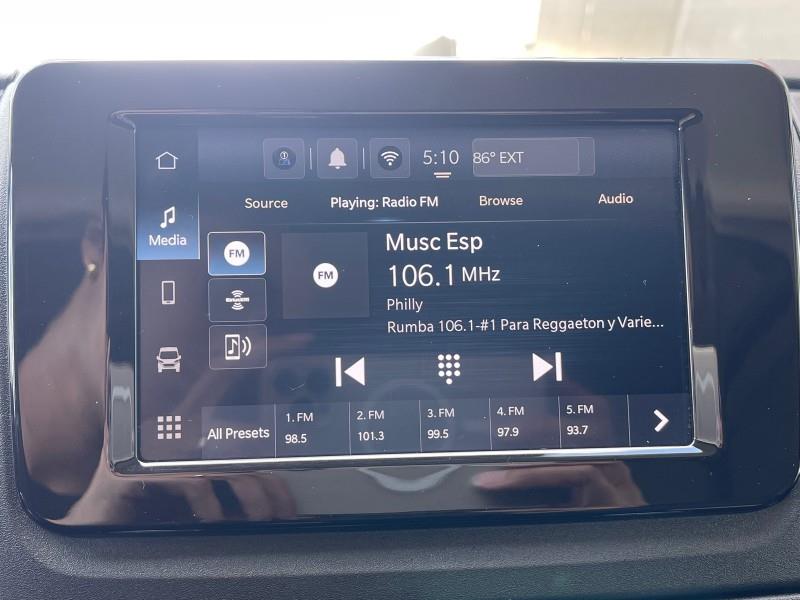 5:10 86° EXT
Source Playing: Radio FM Browse Audio
Media
FM
FM
SiriusXM
Musc Esp
106.1 MHz
Philly
Rumba 106.1-#1 Para Reggaeton y Varie...
All Presets
1. FM
98.5
2. FM
101.3
3. FM
99.5
4. FM
97.9
5. FM
93.7